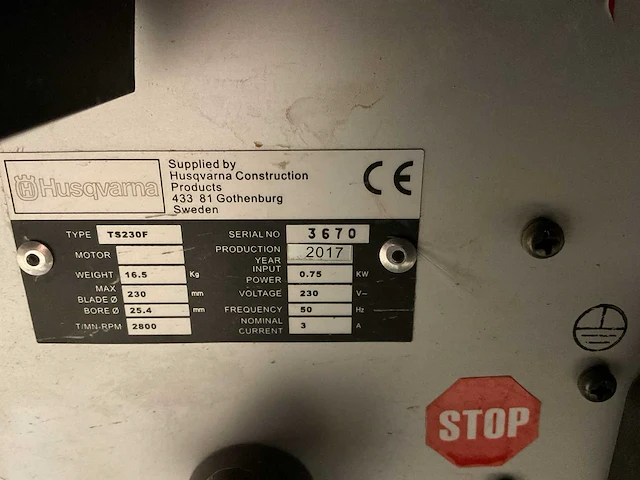 Husqvarna
Supplied by
Husqvarna Construction
Products
433 81 Gothenburg
Sweden
CE
TYPE TS230F
MOTOR
WEIGHT 16.5 Kg
MAX
BLADE Ø 230 mm
BORE Ø 25.4 mm
T/MN-RPM 2800
SERIAL NO 3670
PRODUCTION
YEAR 2017
INPUT
POWER 0.75 KW
VOLTAGE 230 V~
FREQUENCY 50 Hz
NOMINAL
CURRENT 3 A
STOP